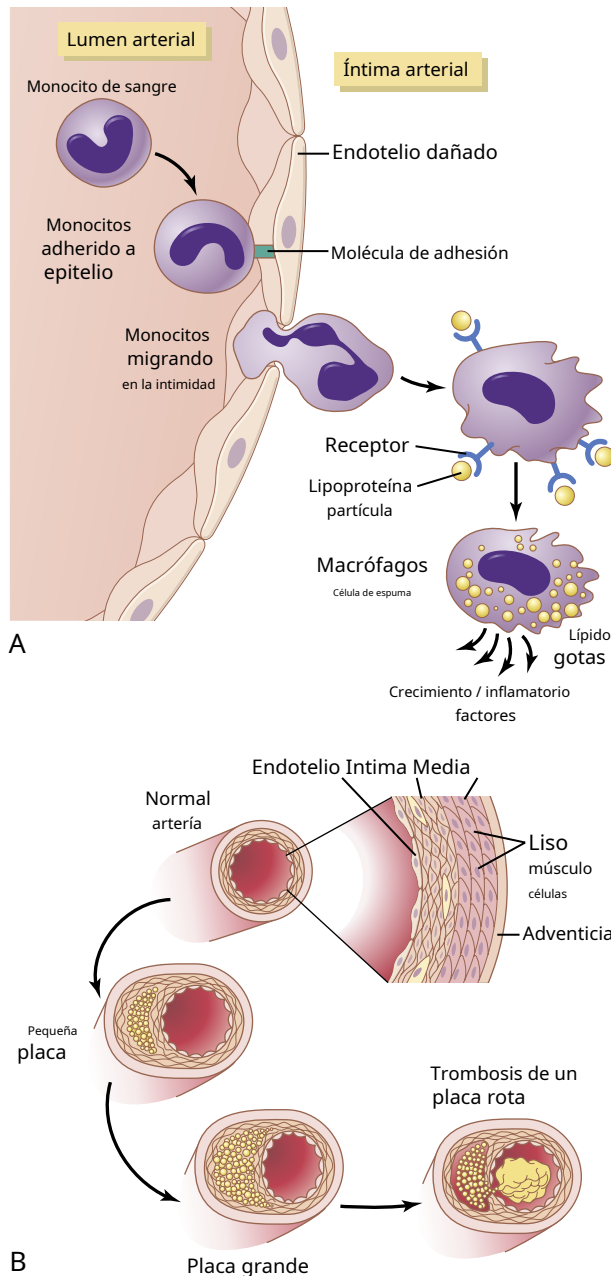 Lumen arterial
Íntima arterial
Monocito de sangre
Endotelio dañado
Monocitos
adherido a
epitelio
Molécula de adhesión
Monocitos
migrando
en la intimidad
Receptor
Lipoproteína
partícula
Macrófagos
Célula de espuma
Lípido
gotas
A
Crecimiento / inflamatorio
factores
Endotelio Intima Media
Normal
artería
Liso
músculo
células
Adventicia
Pequeña
placa
Trombosis de un
placa rota
Placa grande
B